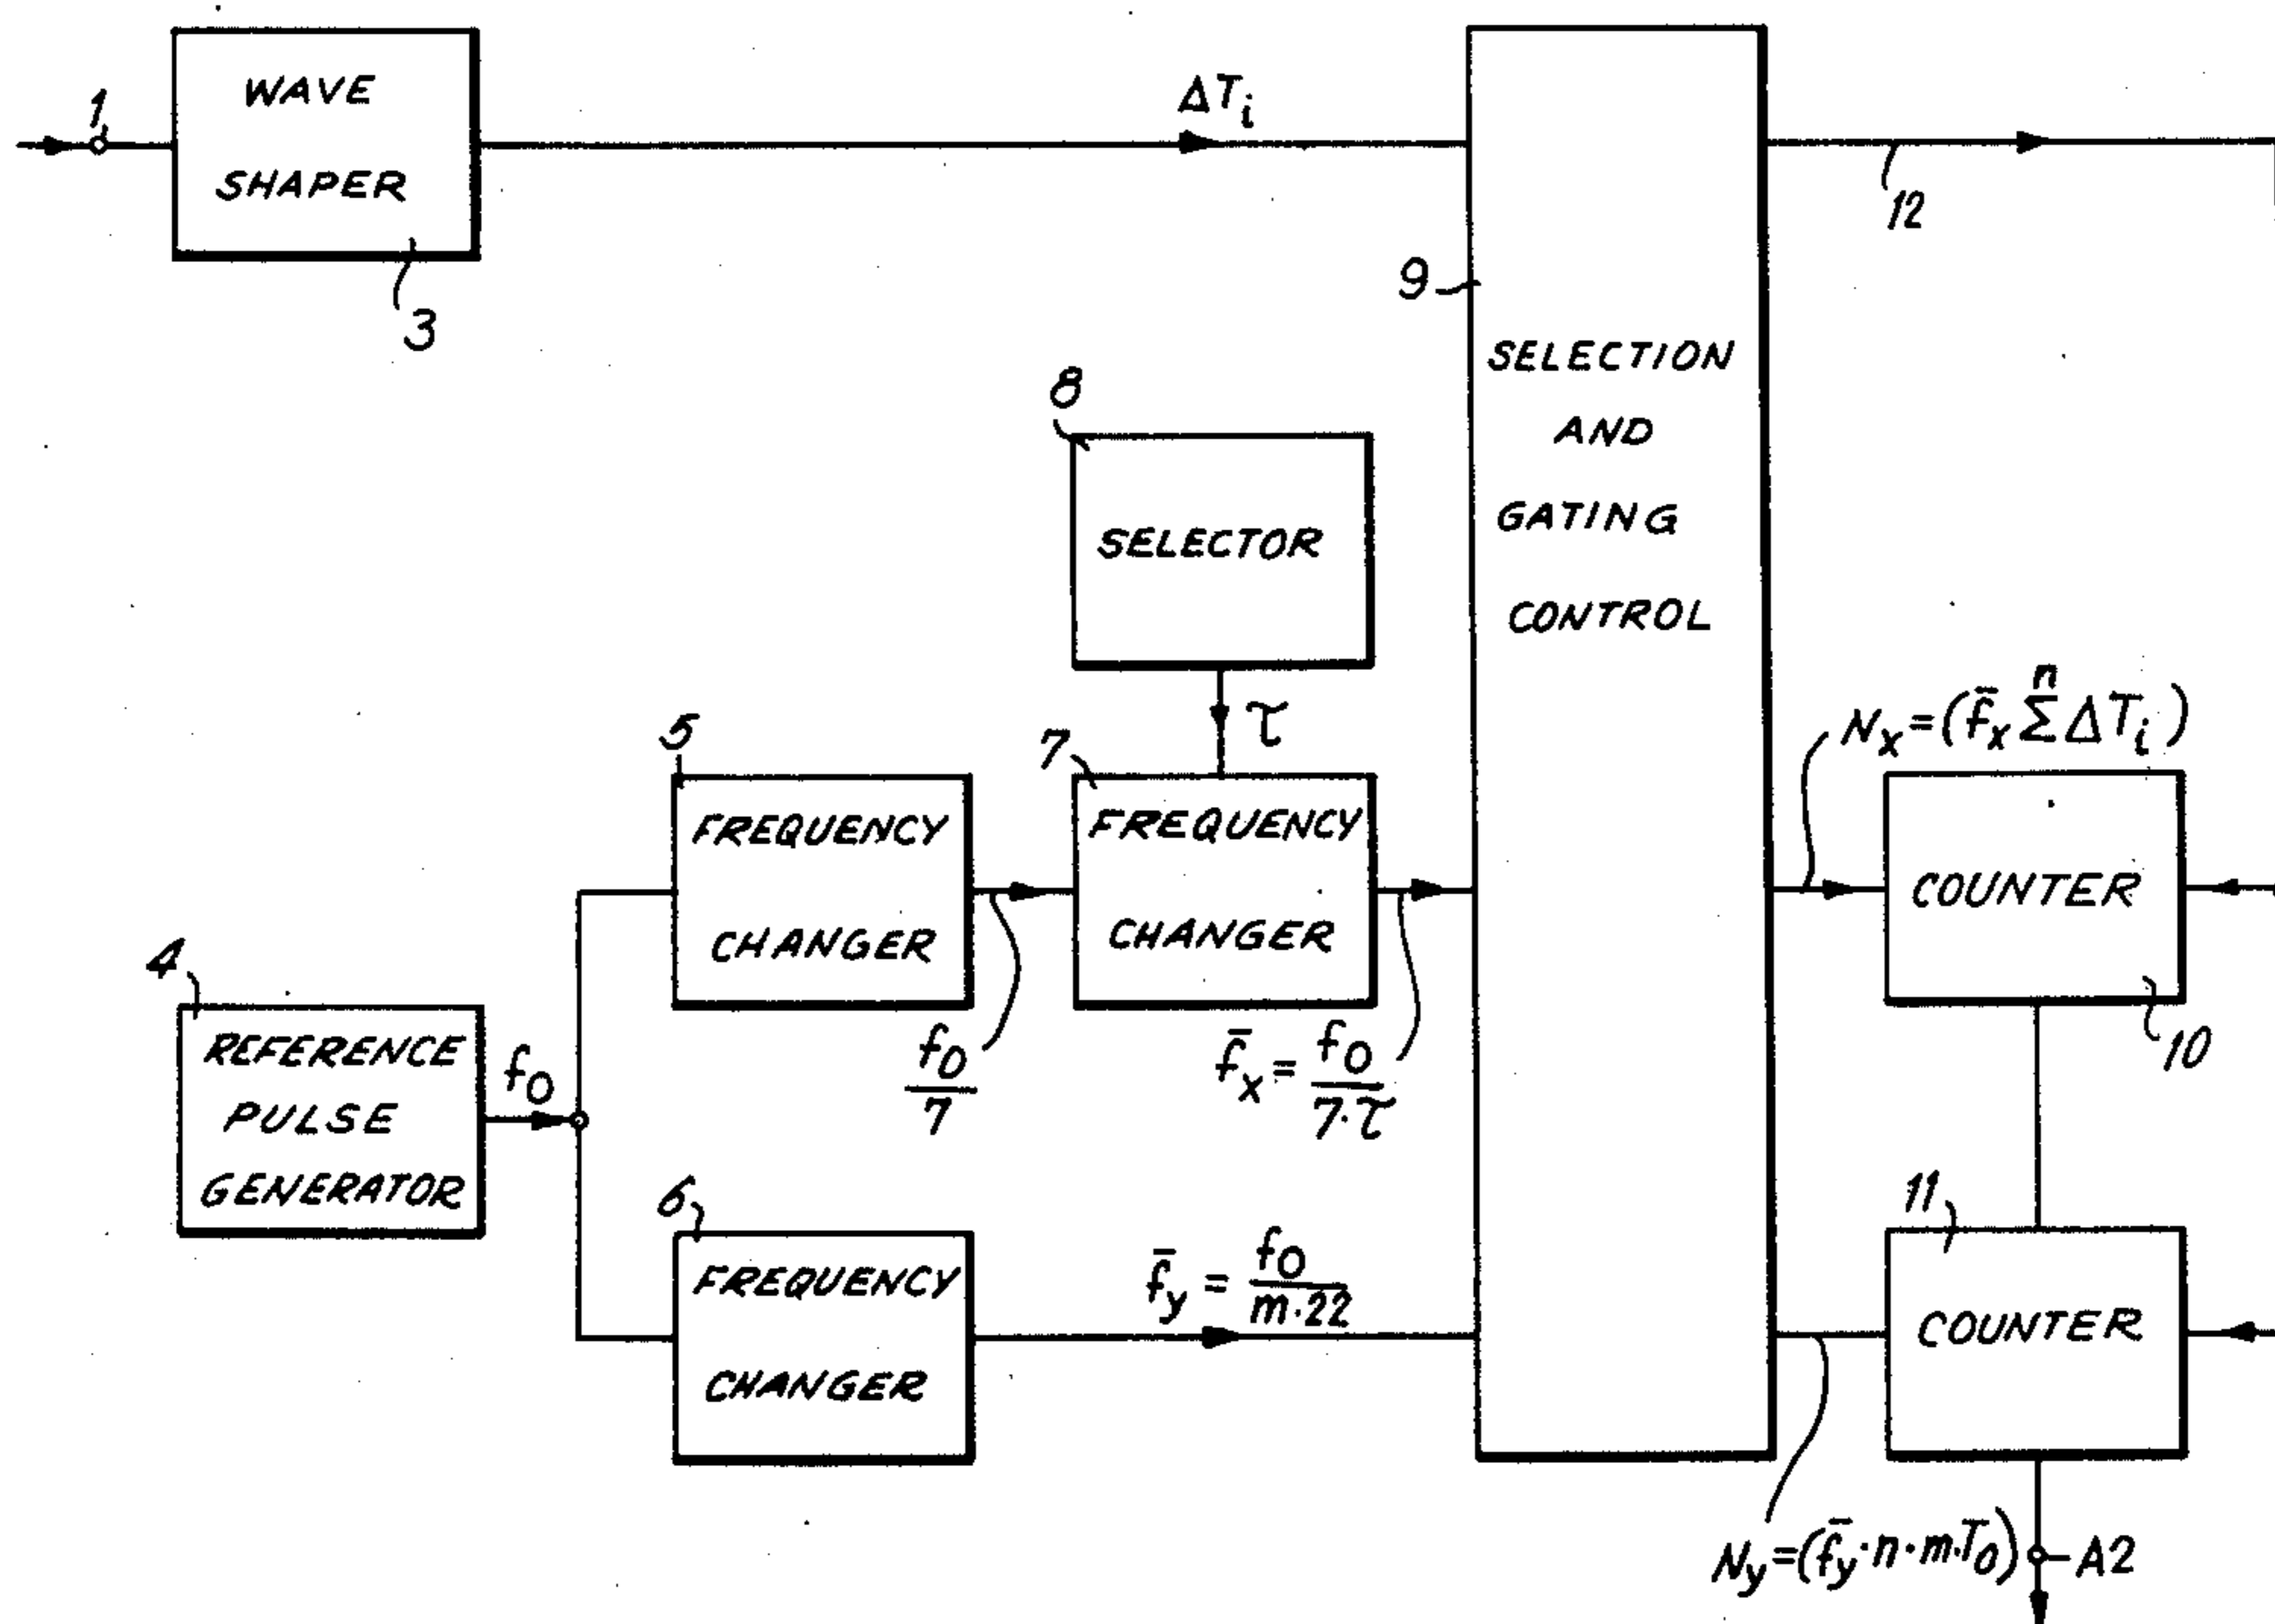 1
WAVE
SHAPER
3
ΔTᵢ
12
9
SELECTION
AND
GATING
CONTROL
8
SELECTOR
τ
5
FREQUENCY
CHANGER
f₀/7
7
FREQUENCY
CHANGER
f̄ₓ = f₀/7·τ
Nₓ=(f̄ₓ Σⁿ ΔTᵢ)
COUNTER
10
4
REFERENCE
PULSE
GENERATOR
f₀
6
FREQUENCY
CHANGER
f̄y = f₀/m·22
11
COUNTER
Ny=(f̄y·n·m·T₀)
A2